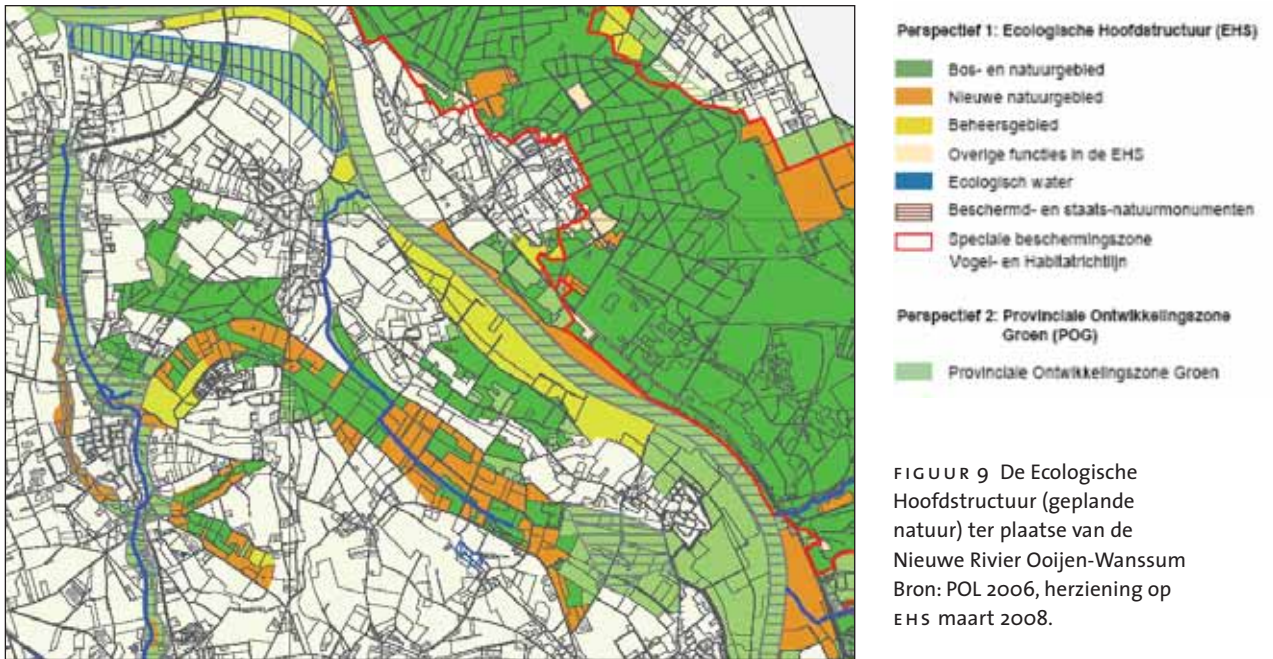 Perspectief 1: Ecologische Hoofdstructuur (EHS)
Bos- en natuurgebied
Nieuwe natuurgebied
Beheersgebied
Overige functies in de EHS
Ecologisch water
Beschermd- en staats-natuurmonumenten
Speciale beschermingszone
Vogel- en Habitatrichtlijn
Perspectief 2: Provinciale Ontwikkelingszone
Groen (POG)
Provinciale Ontwikkelingszone Groen
FIGUUR 9 De Ecologische
Hoofdstructuur (geplande
natuur) ter plaatse van de
Nieuwe Rivier Ooijen-Wanssum
Bron: POL 2006, herziening op
EHS maart 2008.